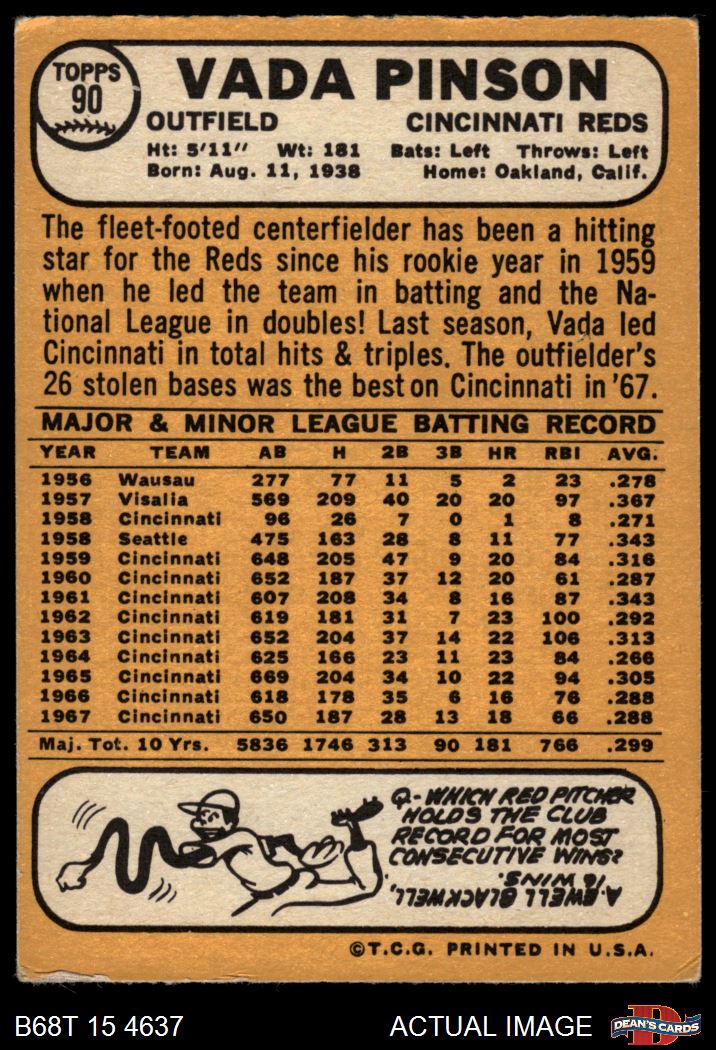 TOPPS
90
VADA PINSON
OUTFIELD CINCINNATI REDS
Ht: 5'11" Wt: 181 Bats: Left Throws: Left
Born: Aug. 11, 1938 Home: Oakland, Calif.
The fleet-footed centerfielder has been a hitting
star for the Reds since his rookie year in 1959
when he led the team in batting and the Na-
tional League in doubles! Last season, Vada led
Cincinnati in total hits & triples. The outfielder's
26 stolen bases was the best on Cincinnati in '67.
MAJOR & MINOR LEAGUE BATTING RECORD
YEAR TEAM AB H 2B 3B HR RBI AVG.
1956 Wausau 277 77 11 5 2 23 .278
1957 Visalia 569 209 40 20 20 97 .367
1958 Cincinnati 96 26 7 0 1 8 .271
1958 Seattle 475 163 28 8 11 77 .343
1959 Cincinnati 648 205 47 9 20 84 .316
1960 Cincinnati 652 187 37 12 20 61 .287
1961 Cincinnati 607 208 34 8 16 87 .343
1962 Cincinnati 619 181 31 7 23 100 .292
1963 Cincinnati 652 204 37 14 22 106 .313
1964 Cincinnati 625 166 23 11 23 84 .266
1965 Cincinnati 669 204 34 10 22 94 .305
1966 Cincinnati 618 178 35 6 16 76 .288
1967 Cincinnati 650 187 28 13 18 66 .288
Maj. Tot. 10 Yrs. 5836 1746 313 90 181 766 .299
Q-WHICH RED PITCHER
HOLDS THE CLUB
RECORD FOR MOST
CONSECUTIVE WINS?
A. EWELL BLACKWELL,
16 WINS.
©T.C.G. PRINTED IN U.S.A.
B68T 15 4637 ACTUAL IMAGE
DEAN'S CARDS